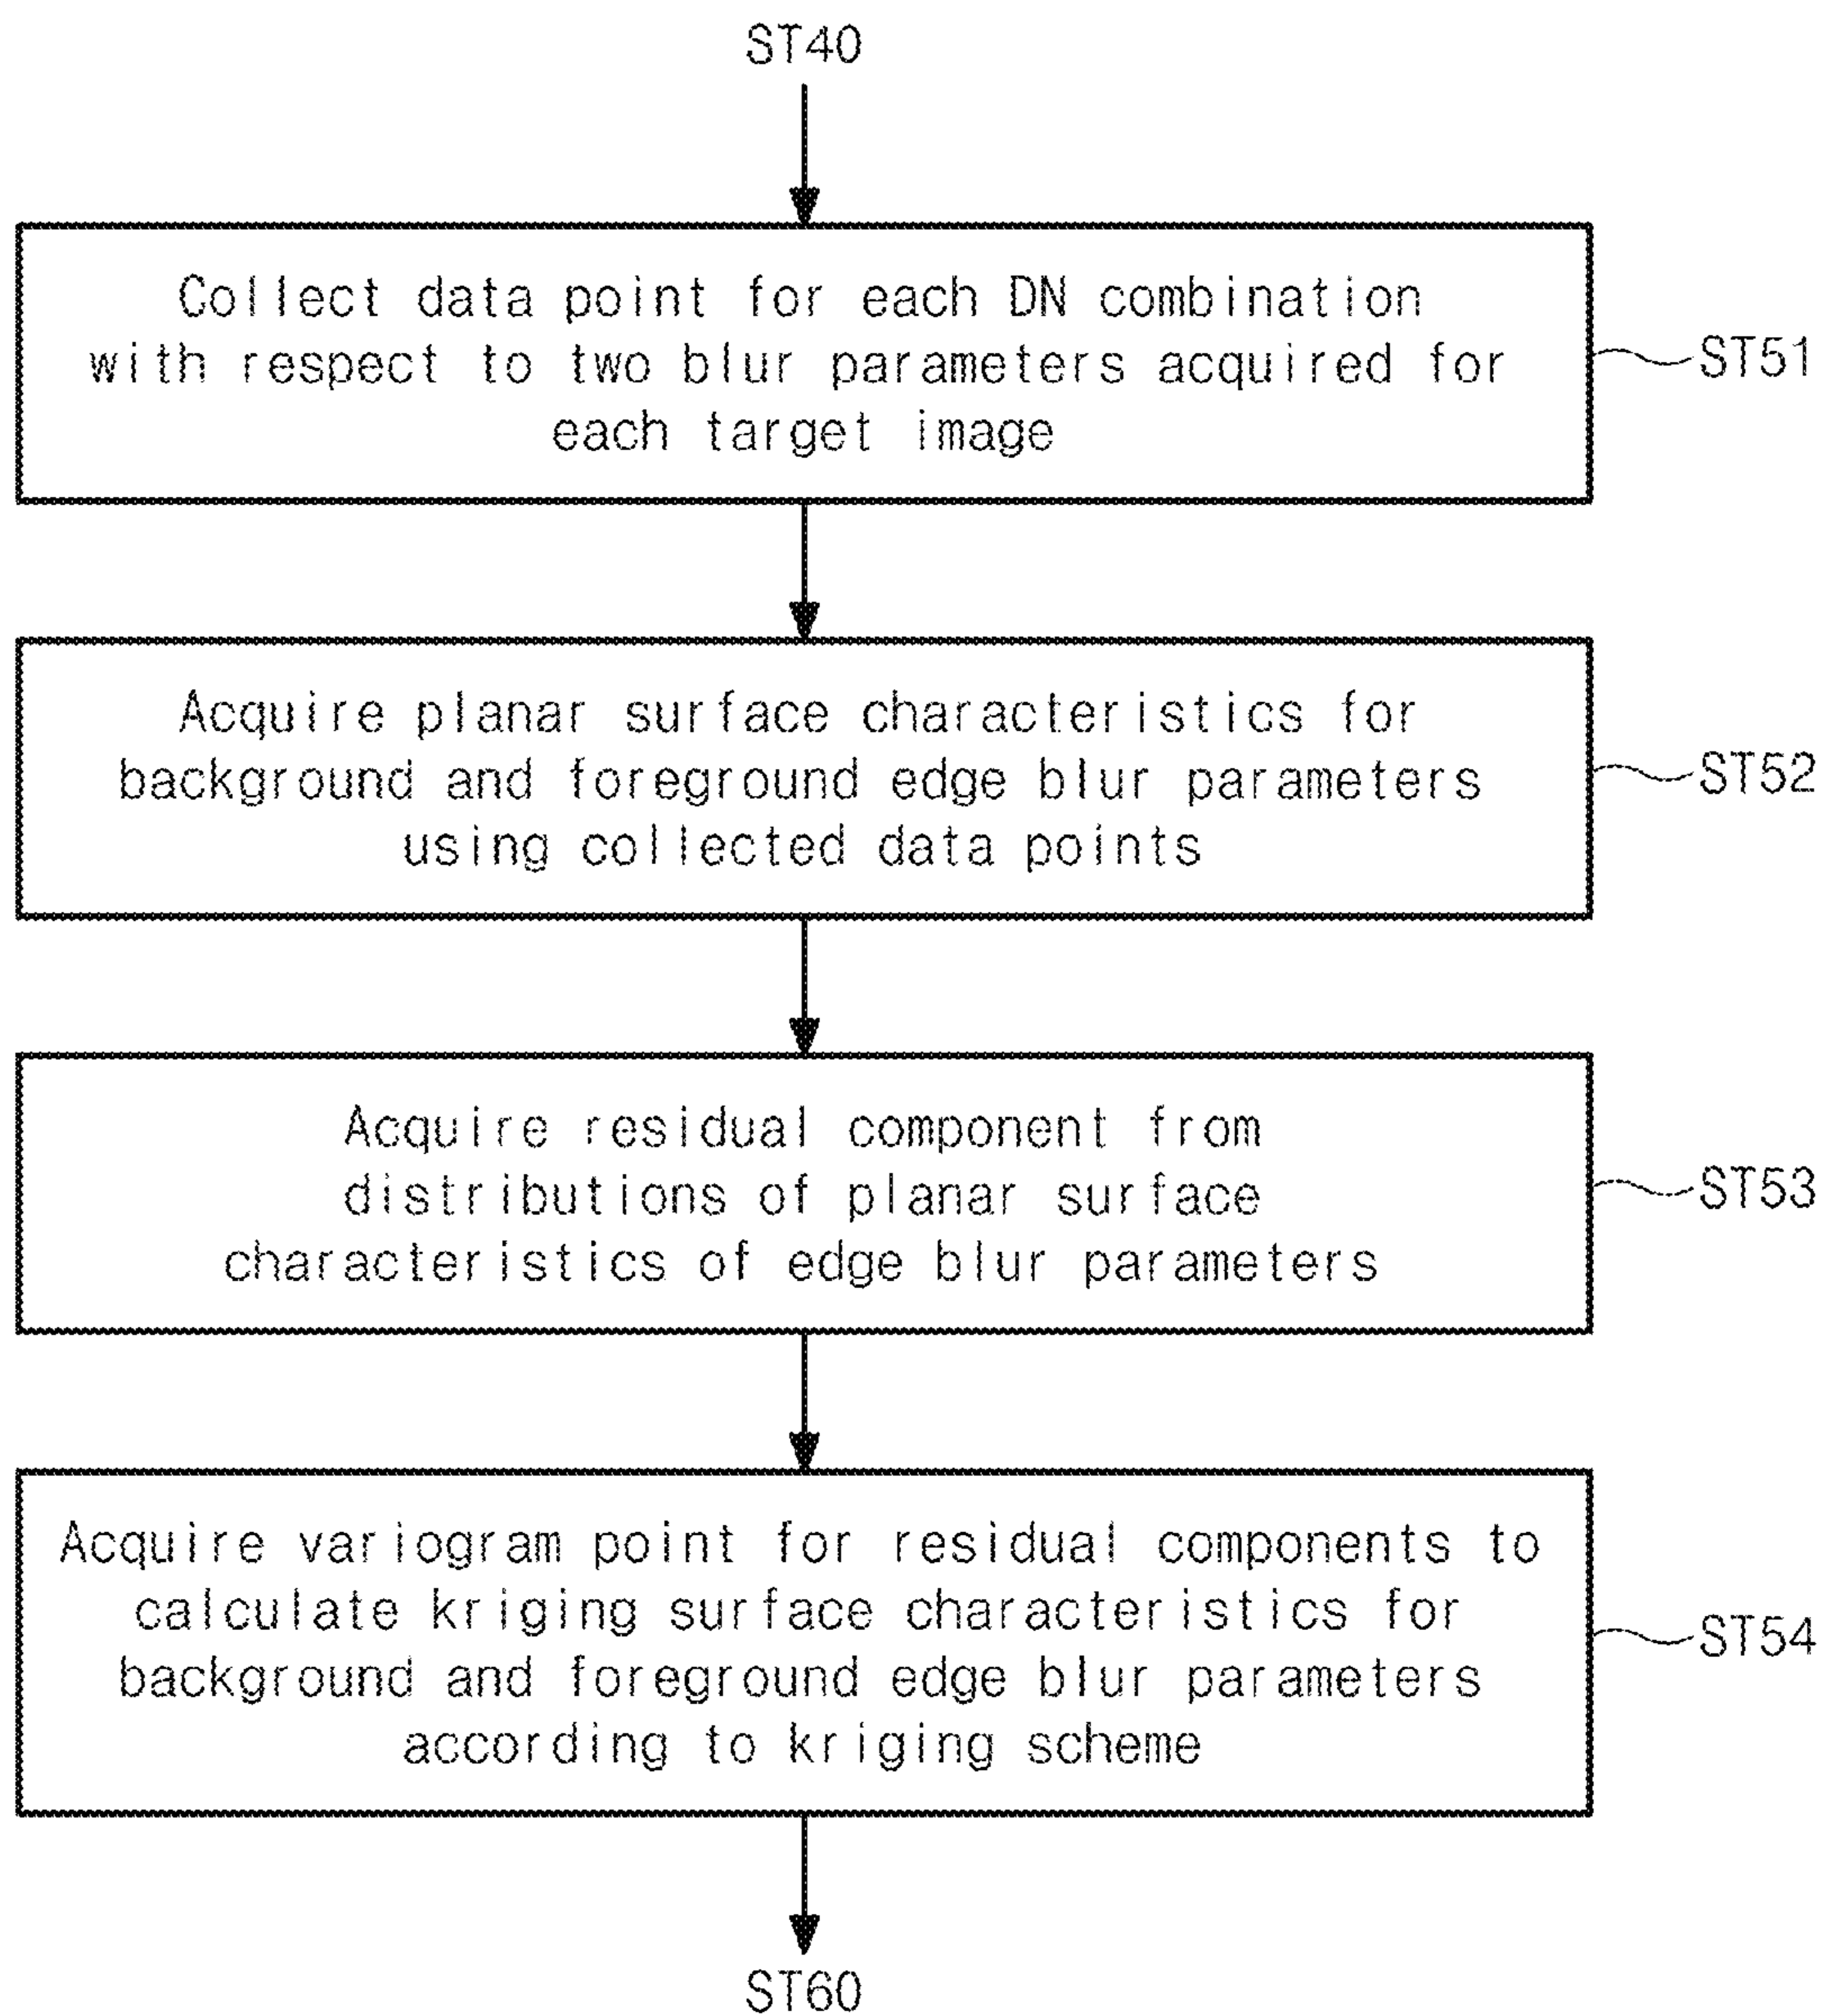 ST40
Collect data point for each DN combination
with respect to two blur parameters acquired for
each target image
ST51
Acquire planar surface characteristics for
background and foreground edge blur parameters
using collected data points
ST52
Acquire residual component from
distributions of planar surface
characteristics of edge blur parameters
ST53
Acquire variogram point for residual components to
calculate kriging surface characteristics for
background and foreground edge blur parameters
according to kriging scheme
ST54
ST60